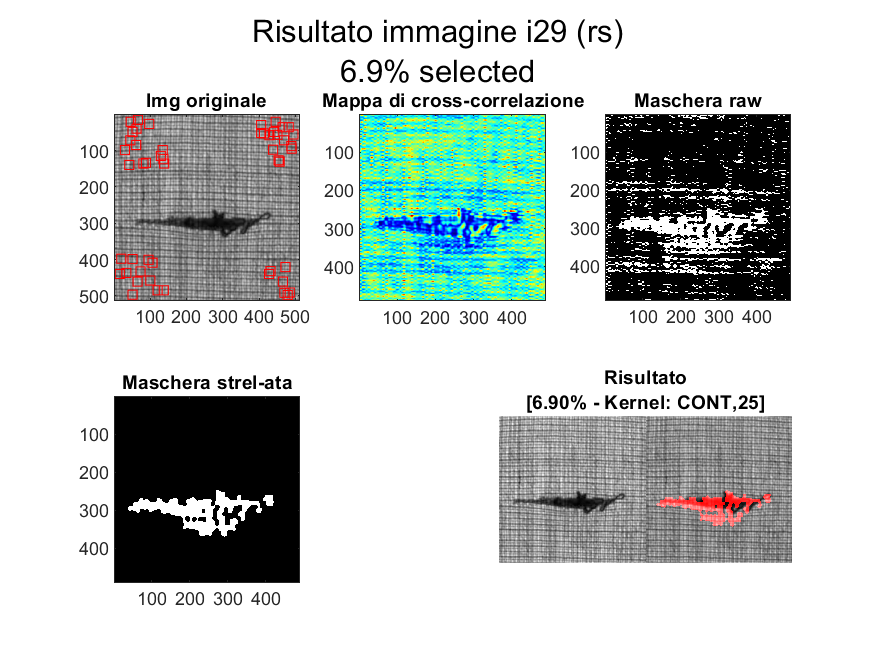 Risultato immagine i29 (rs)
6.9% selected
Img originale
100
200
300
400
500
100 200 300 400 500
Mappa di cross-correlazione
100
200
300
400
100 200 300 400
Maschera raw
100
200
300
400
100 200 300 400
Maschera strel-ata
100
200
300
400
100 200 300 400
Risultato
[6.90% - Kernel: CONT,25]